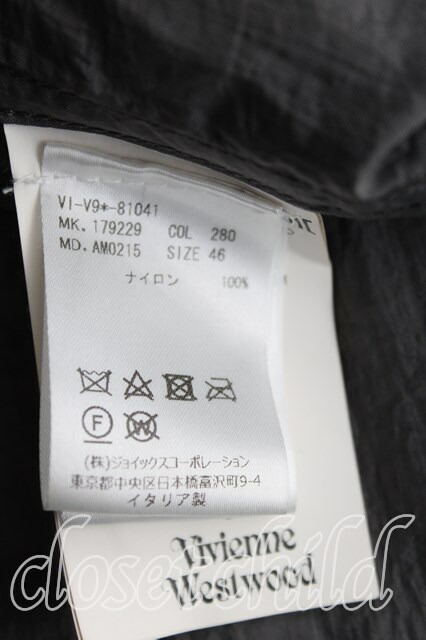 VI-V9*-81041
MK. 179229 COL 280
MD. AM0215 SIZE 46
ナイロン 100%
F
W
(株)ジョイックスコーポレーション
東京都中央区日本橋富沢町9-4
イタリア製
Vivienne
Westwood
closet child